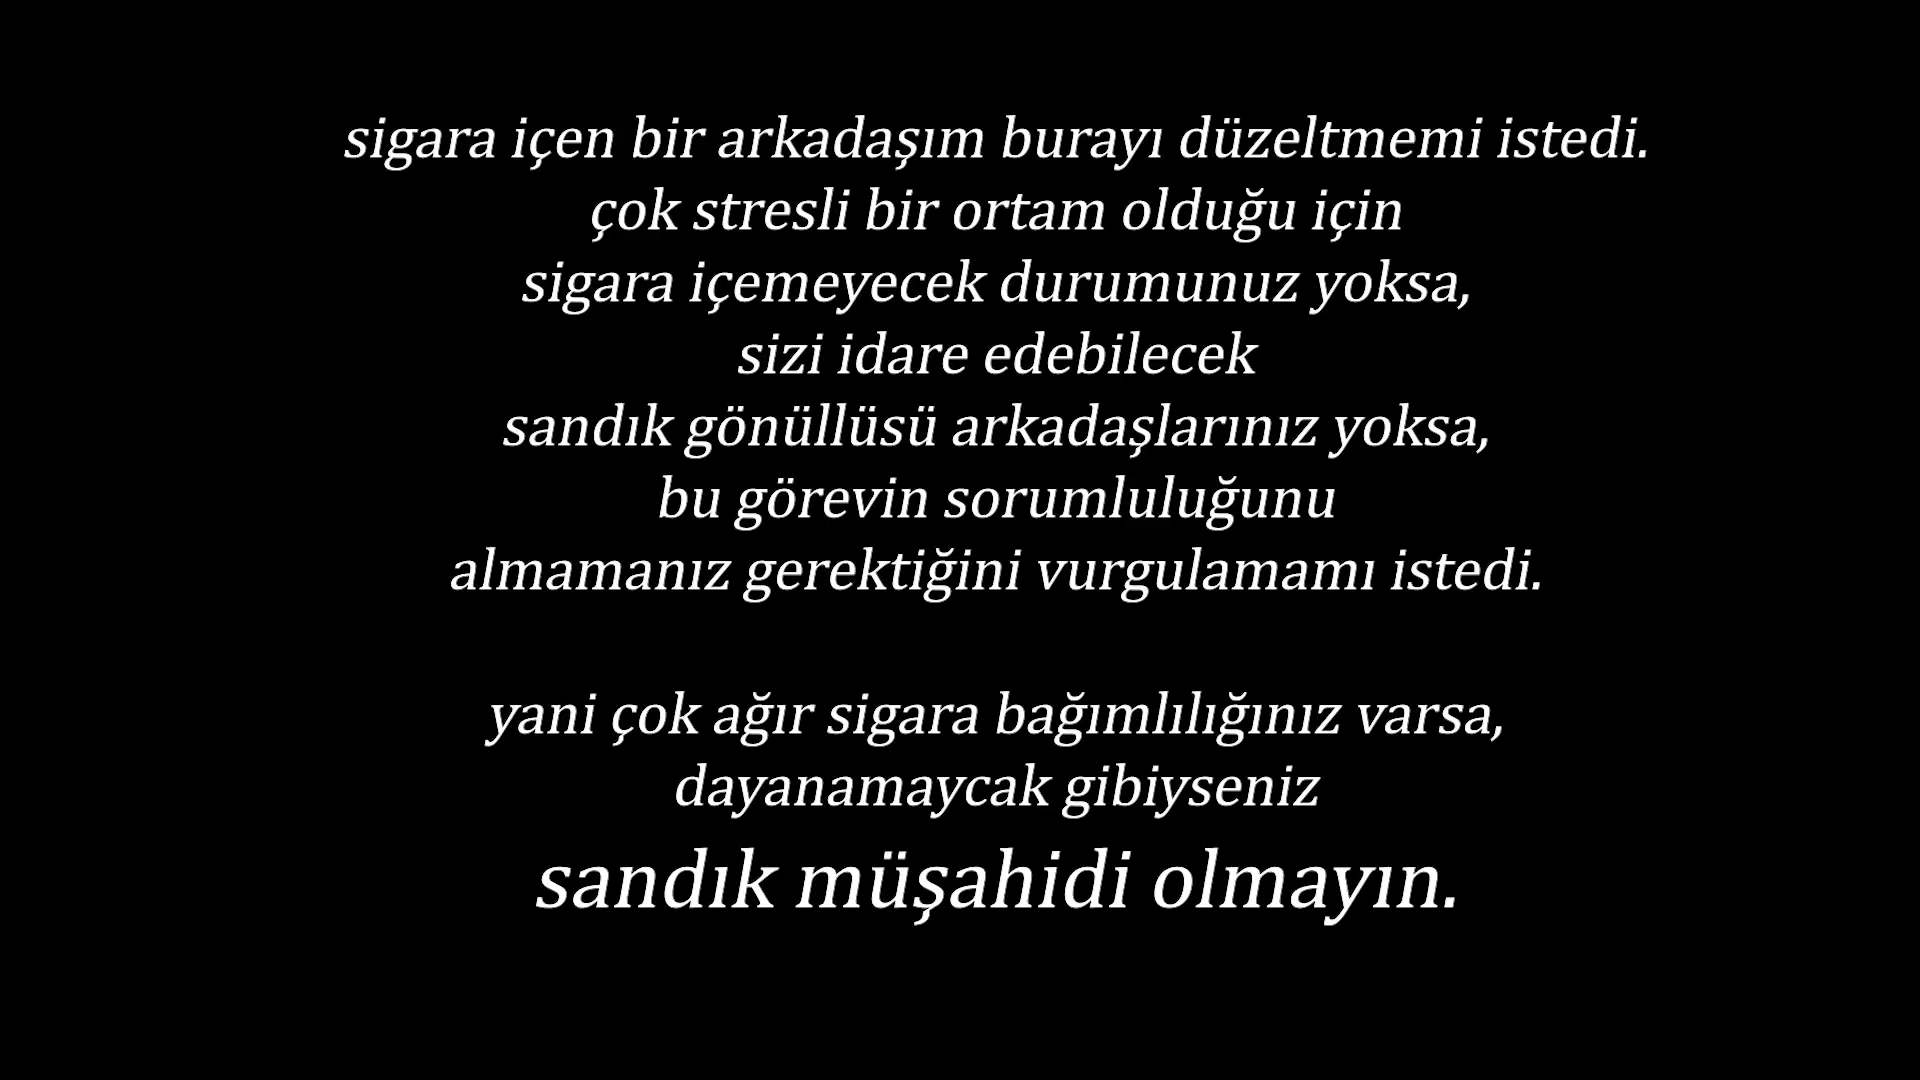 sigara içen bir arkadaşım burayı düzeltmemi istedi.
çok stresli bir ortam olduğu için
sigara içemeyecek durumunuz yoksa,
sizi idare edebilecek
sandık gönüllüsü arkadaşlarınız yoksa,
bu görevin sorumluluğunu
almamanız gerektiğini vurgulamamı istedi.
yani çok ağır sigara bağımlılığınız varsa,
dayanamaycak gibiyseniz
sandık müşahidi olmayın.